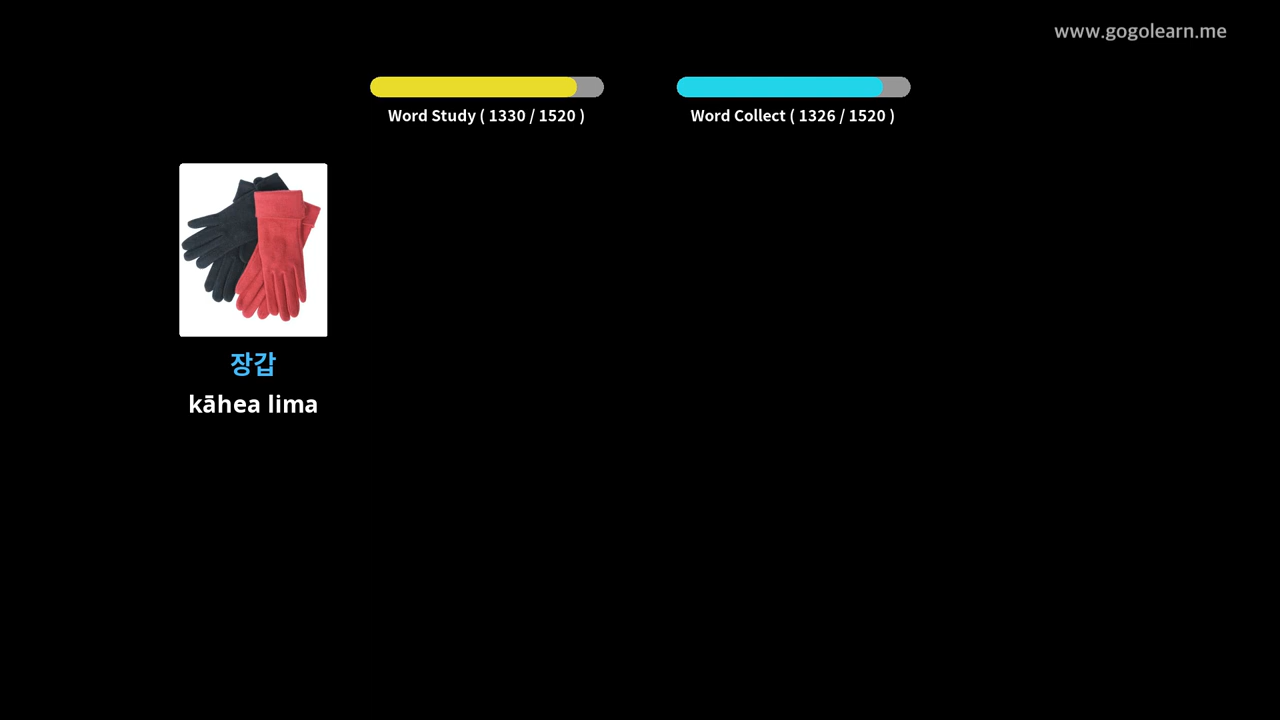 www.gogolearn.me
Word Study ( 1330 / 1520 )
Word Collect ( 1326 / 1520 )
장갑
kāhea lima